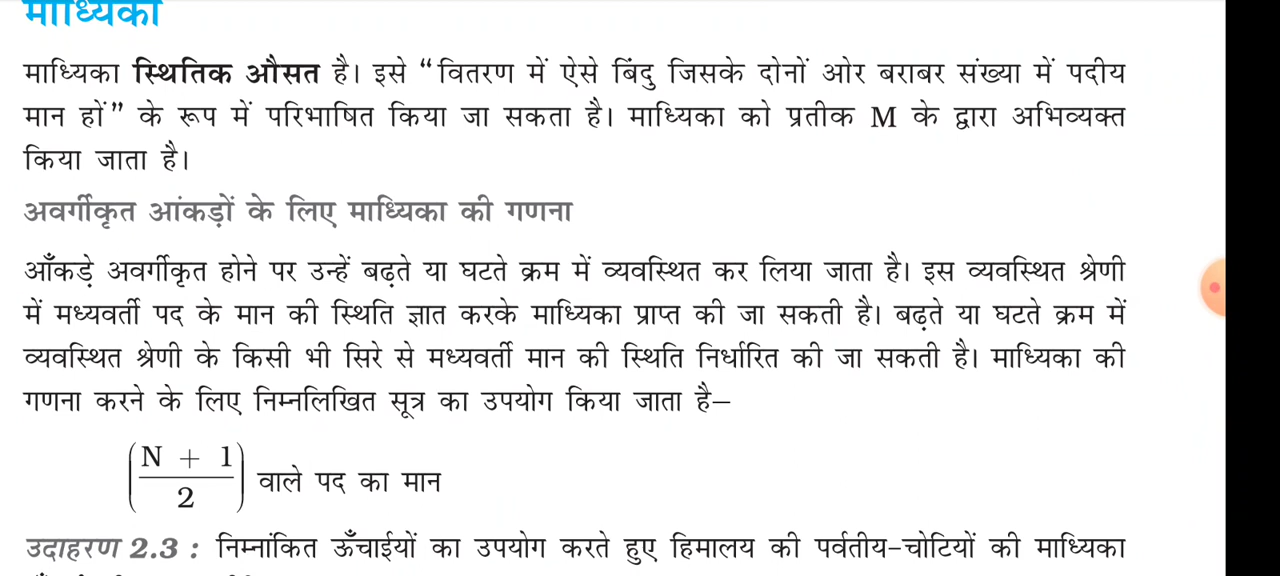 माध्यिका
माध्यिका स्थितिक औसत है। इसे “वितरण में ऐसे बिंदु जिसके दोनों ओर बराबर संख्या में पदीय
मान हों” के रूप में परिभाषित किया जा सकता है। माध्यिका को प्रतीक M के द्वारा अभिव्यक्त
किया जाता है।
अवर्गीकृत आंकड़ों के लिए माध्यिका की गणना
आँकड़े अवर्गीकृत होने पर उन्हें बढ़ते या घटते क्रम में व्यवस्थित कर लिया जाता है। इस व्यवस्थित श्रेणी
में मध्यवर्ती पद के मान की स्थिति ज्ञात करके माध्यिका प्राप्त की जा सकती है। बढ़ते या घटते क्रम में
व्यवस्थित श्रेणी के किसी भी सिरे से मध्यवर्ती मान की स्थिति निर्धारित की जा सकती है। माध्यिका की
गणना करने के लिए निम्नलिखित सूत्र का उपयोग किया जाता है–
(N + 1 / 2) वाले पद का मान
उदाहरण 2.3 : निम्नांकित ऊँचाईयों का उपयोग करते हुए हिमालय की पर्वतीय-चोटियों की माध्यिका